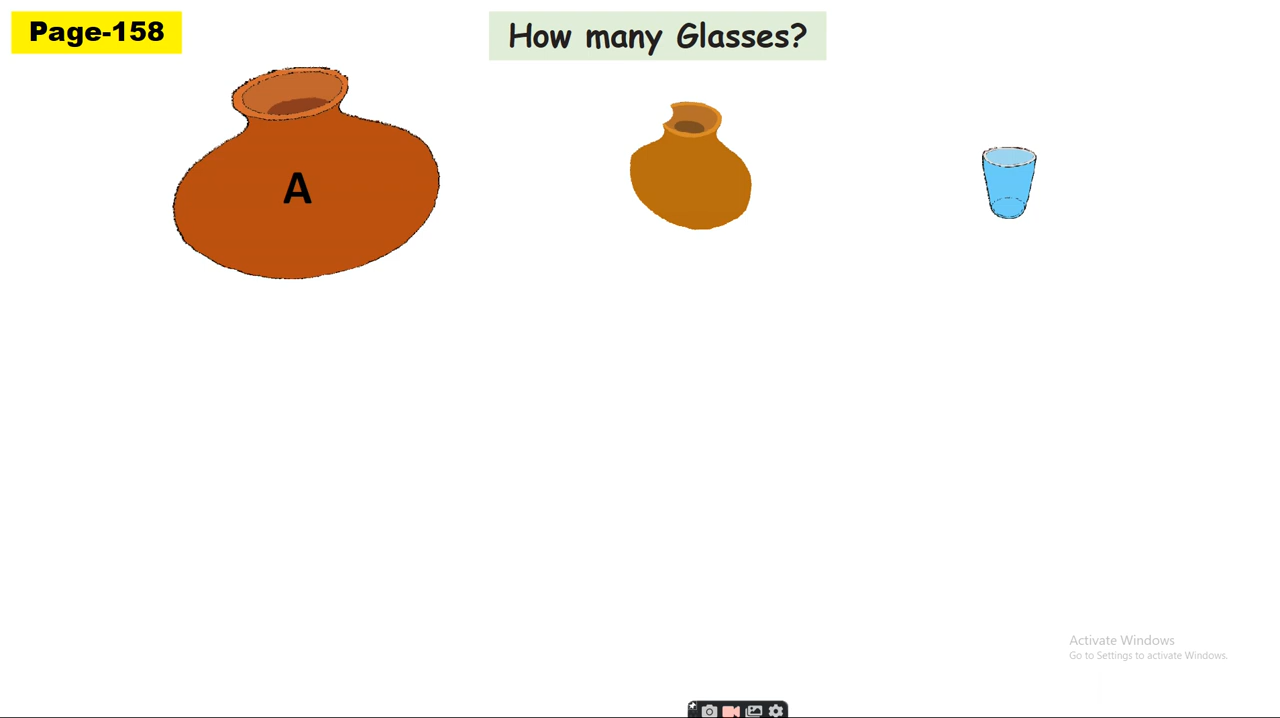 Page-158
How many Glasses?
A
Activate Windows
Go to Settings to activate Windows.